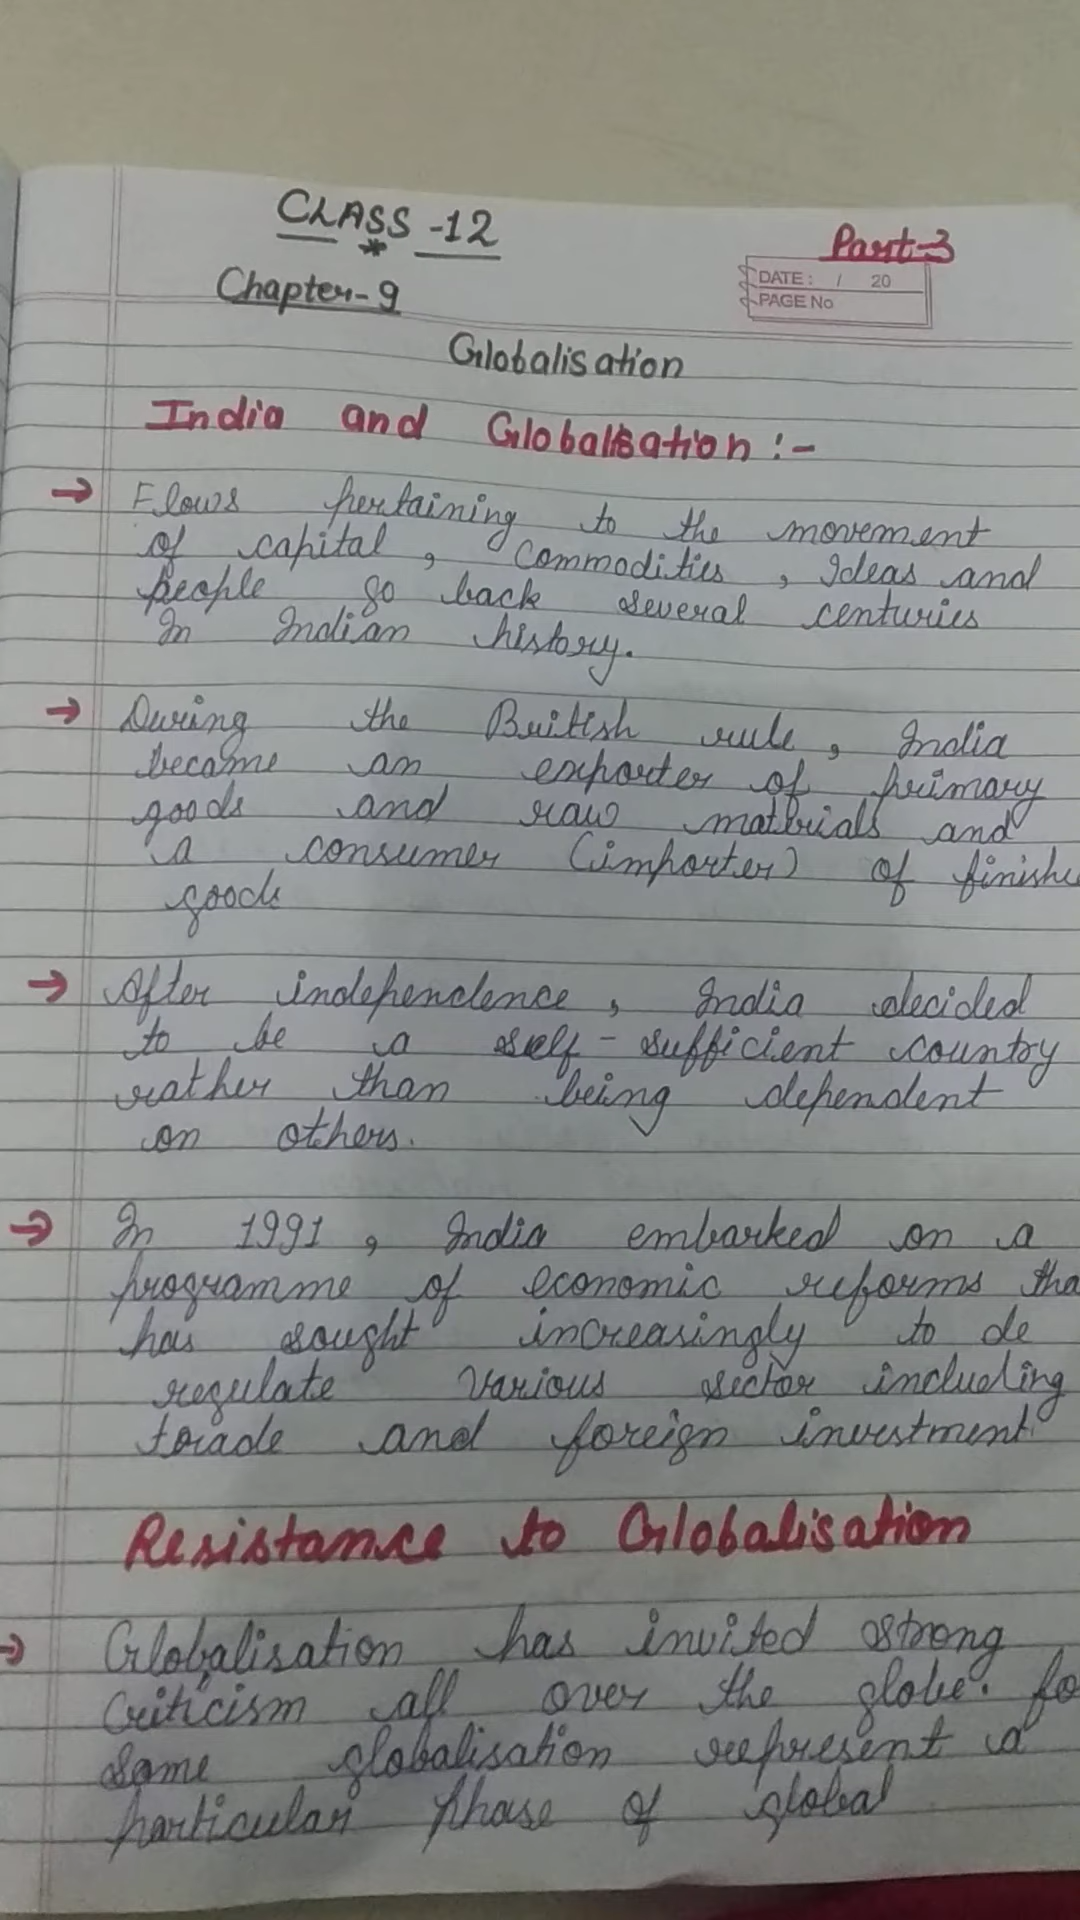 CLASS -12
Part-3
DATE: / 20
PAGE No
Chapter-9
Globalisation
India and Globalisation :-
→ Flows pertaining to the movement
of capital, Commodities, Ideas and
people go back several centuries
In Indian history.
→ During the British rule, India
became an exporter of primary
goods and raw materials and
a consumer (importer) of finishe
goods
→ After independence, India decided
to be a self-sufficient country
rather than being dependent
on others.
→ In 1991, India embarked on a
programme of economic reforms tha
has sought increasingly to de
regulate various sector including
trade and foreign investment
Resistance to Globalisation
→ Globalisation has invited strong
Criticism all over the globe. fo
some globalisation represent a
particular phase of global